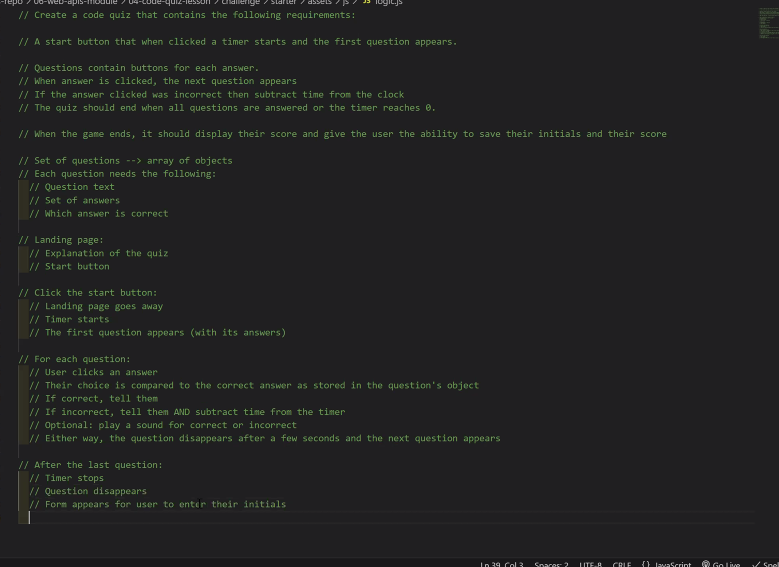 -repo > 06-web-apis-module > 04-code-quiz-lesson > challenge > starter > assets > js > JS logic.js
// Create a code quiz that contains the following requirements:
// A start button that when clicked a timer starts and the first question appears.
// Questions contain buttons for each answer.
// When answer is clicked, the next question appears
// If the answer clicked was incorrect then subtract time from the clock
// The quiz should end when all questions are answered or the timer reaches 0.
// When the game ends, it should display their score and give the user the ability to save their initials and their score
// Set of questions --> array of objects
// Each question needs the following:
// Question text
// Set of answers
// Which answer is correct
// Landing page:
// Explanation of the quiz
// Start button
// Click the start button:
// Landing page goes away
// Timer starts
// The first question appears (with its answers)
// For each question:
// User clicks an answer
// Their choice is compared to the correct answer as stored in the question's object
// If correct, tell them
// If incorrect, tell them AND subtract time from the timer
// Optional: play a sound for correct or incorrect
// Either way, the question disappears after a few seconds and the next question appears
// After the last question:
// Timer stops
// Question disappears
// Form appears for user to enter their initials
Ln 39, Col 3 Spaces: 2 UTF-8 CRLF {} JavaScript Go Live Spe